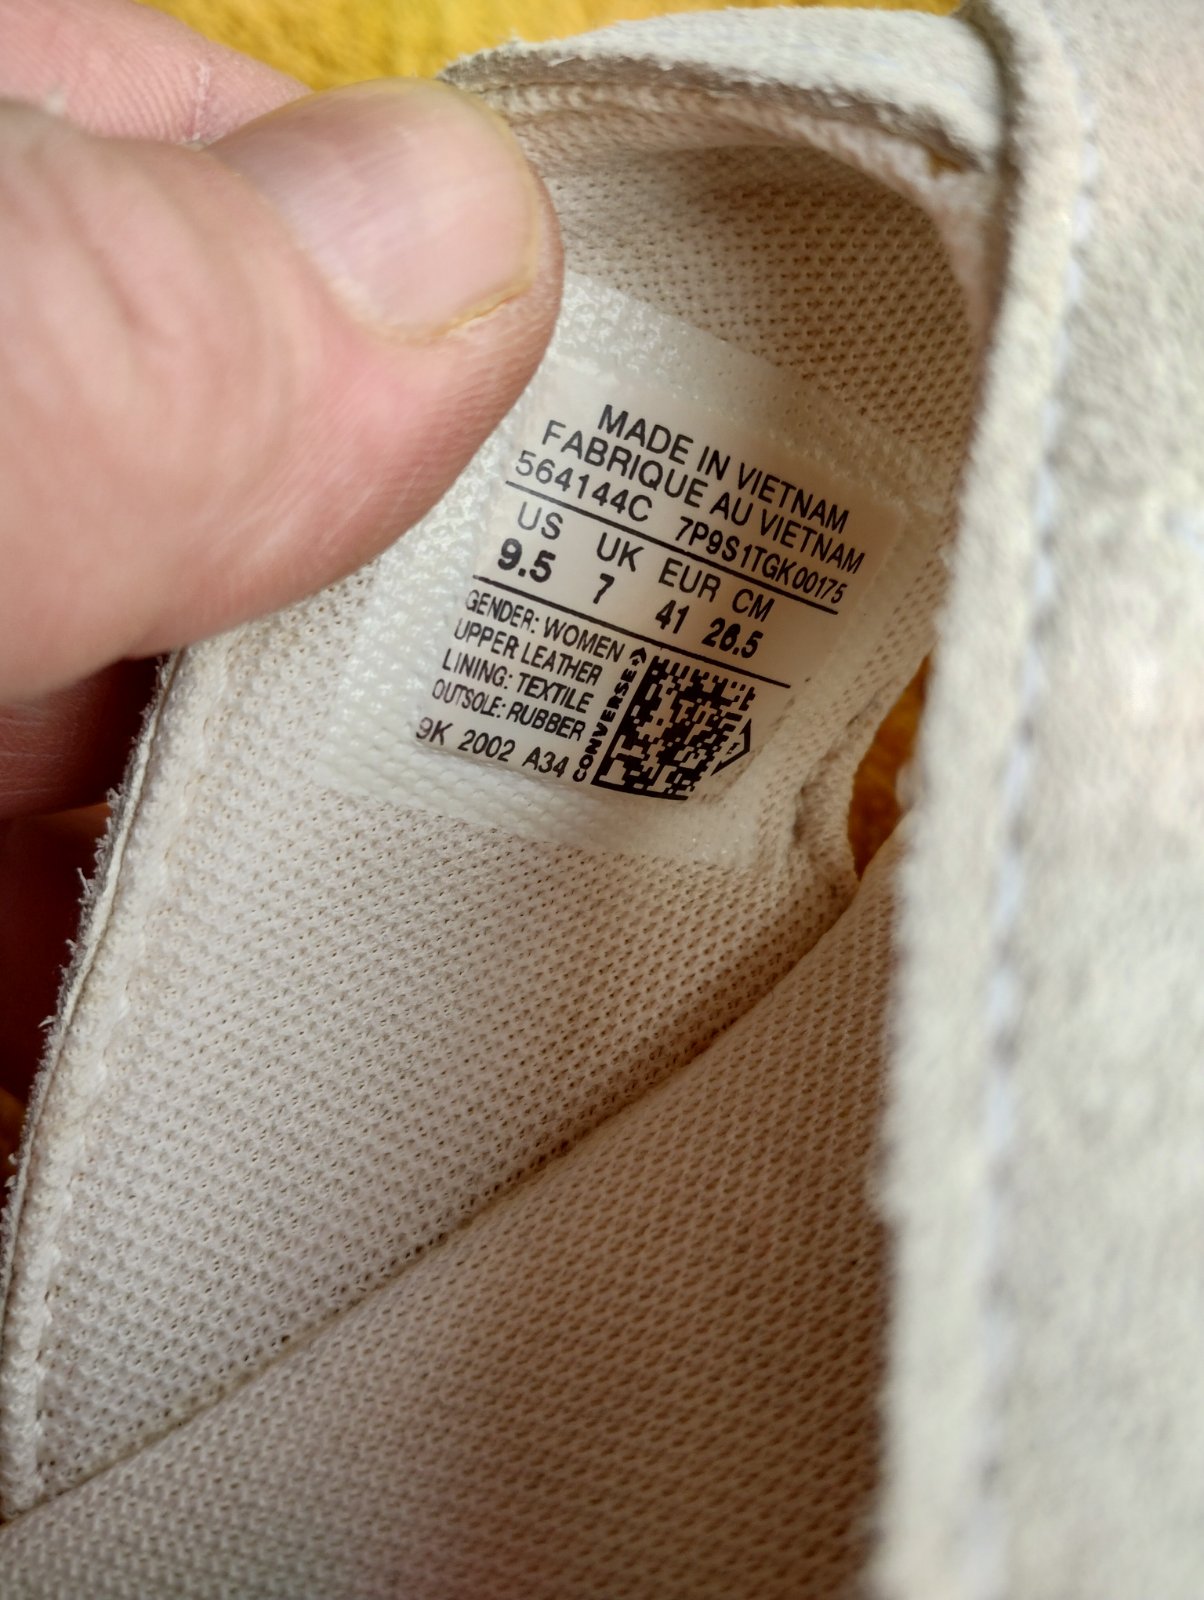 MADE IN VIETNAM
FABRIQUE AU VIETNAM
564144C 7P9S1TGK00175
US UK EUR CM
9.5 7 41 26.5
GENDER: WOMEN
UPPER LEATHER
LINING: TEXTILE
OUTSOLE: RUBBER
9K 2002 A34
CONVERSE